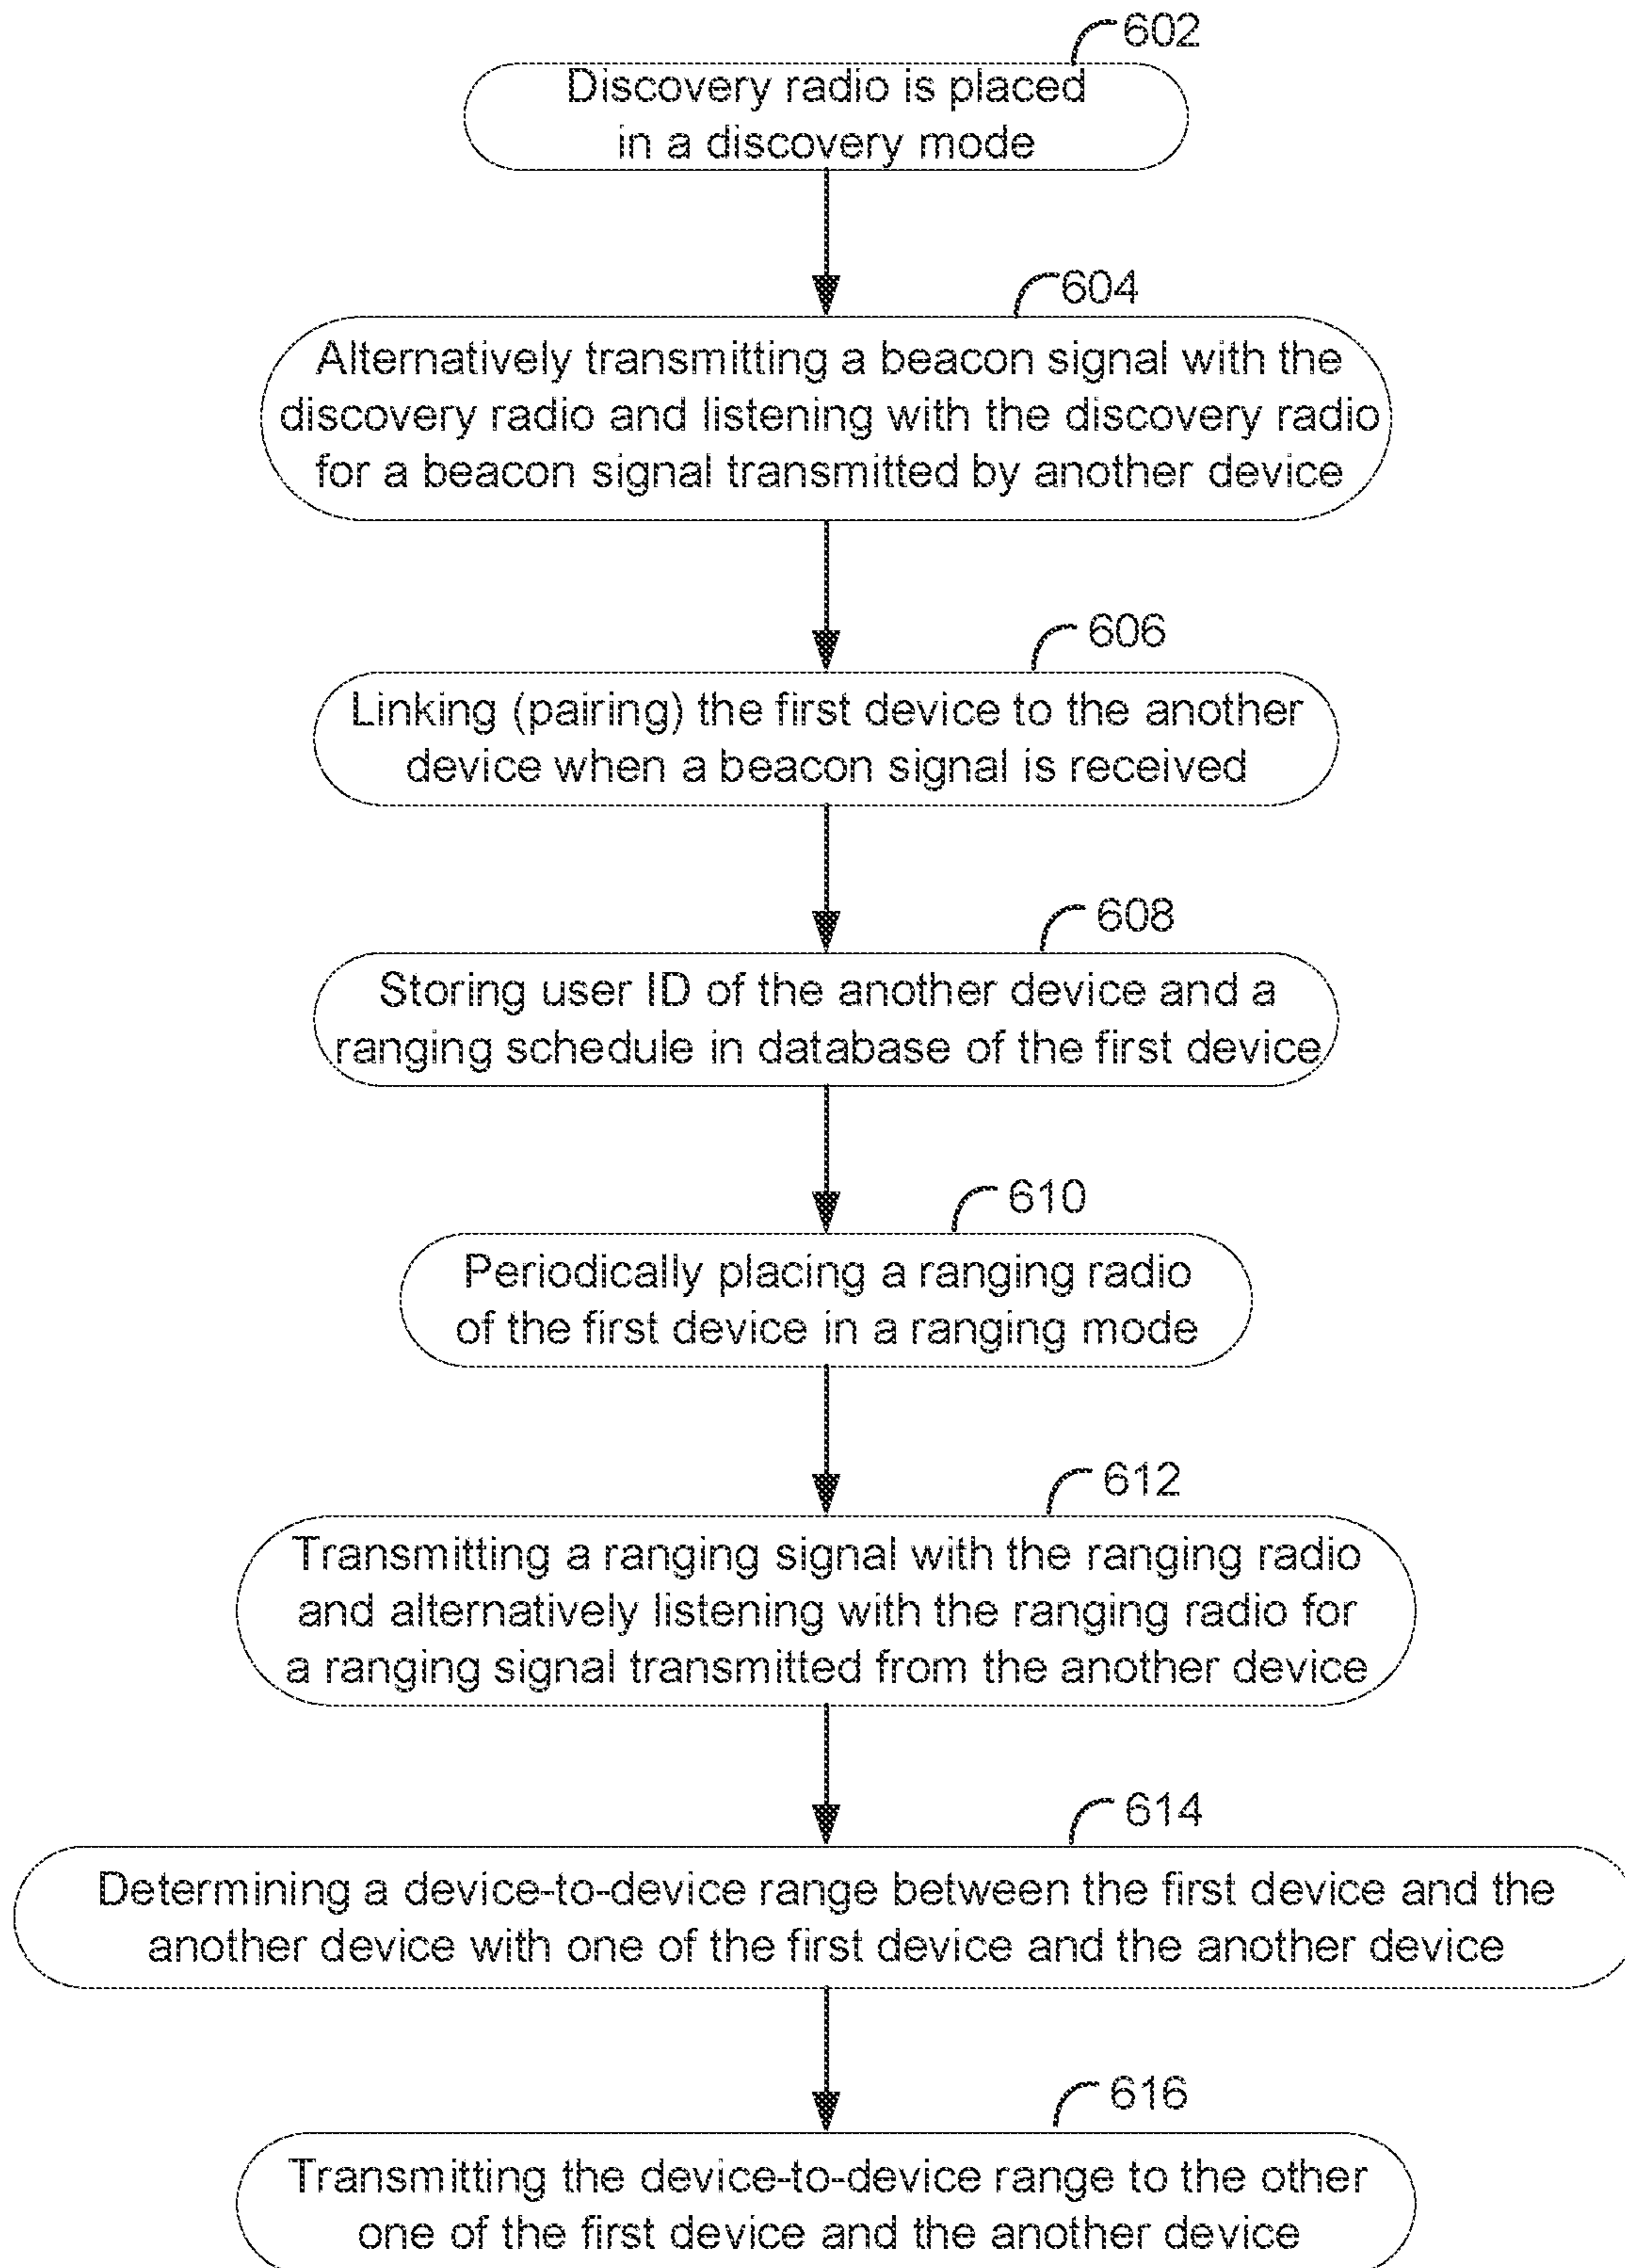 602
Discovery radio is placed
in a discovery mode
604
Alternatively transmitting a beacon signal with the
discovery radio and listening with the discovery radio
for a beacon signal transmitted by another device
606
Linking (pairing) the first device to the another
device when a beacon signal is received
608
Storing user ID of the another device and a
ranging schedule in database of the first device
610
Periodically placing a ranging radio
of the first device in a ranging mode
612
Transmitting a ranging signal with the ranging radio
and alternatively listening with the ranging radio for
a ranging signal transmitted from the another device
614
Determining a device-to-device range between the first device and the
another device with one of the first device and the another device
616
Transmitting the device-to-device range to the other
one of the first device and the another device